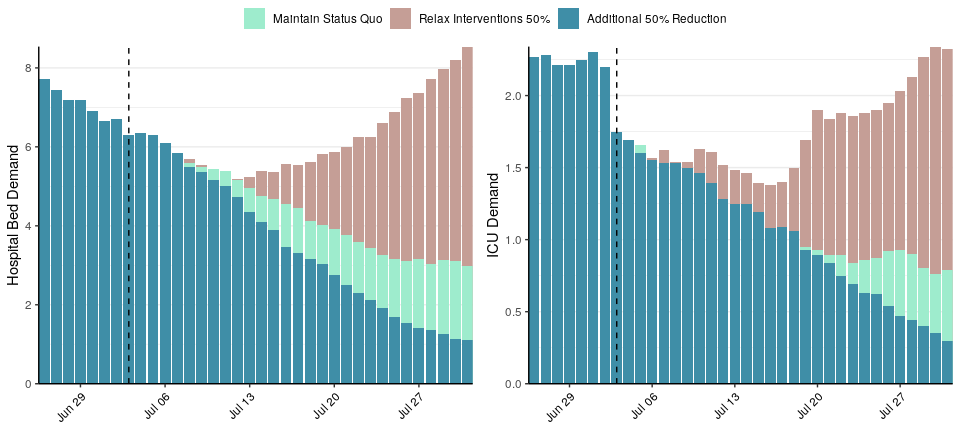 Maintain Status Quo Relax Interventions 50% Additional 50% Reduction
Hospital Bed Demand
8
6
4
2
0
Jun 29 Jul 06 Jul 13 Jul 20 Jul 27
ICU Demand
2.0
1.5
1.0
0.5
0.0
Jun 29 Jul 06 Jul 13 Jul 20 Jul 27